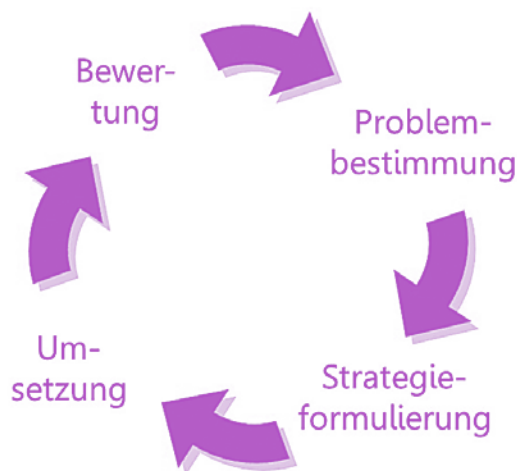 Bewer-
tung
Problem-
bestimmung
Strategie-
formulierung
Um-
setzung